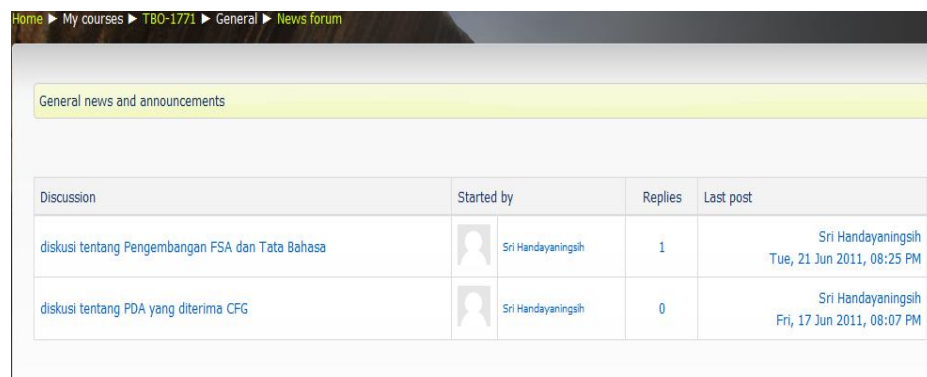 Home ► My courses ► TBO-1771 ► General ► News forum
General news and announcements
Discussion Started by Replies Last post
diskusi tentang Pengembangan FSA dan Tata Bahasa Sri Handayaningsih 1 Sri Handayaningsih
Tue, 21 Jun 2011, 08:25 PM
diskusi tentang PDA yang diterima CFG Sri Handayaningsih 0 Sri Handayaningsih
Fri, 17 Jun 2011, 08:07 PM